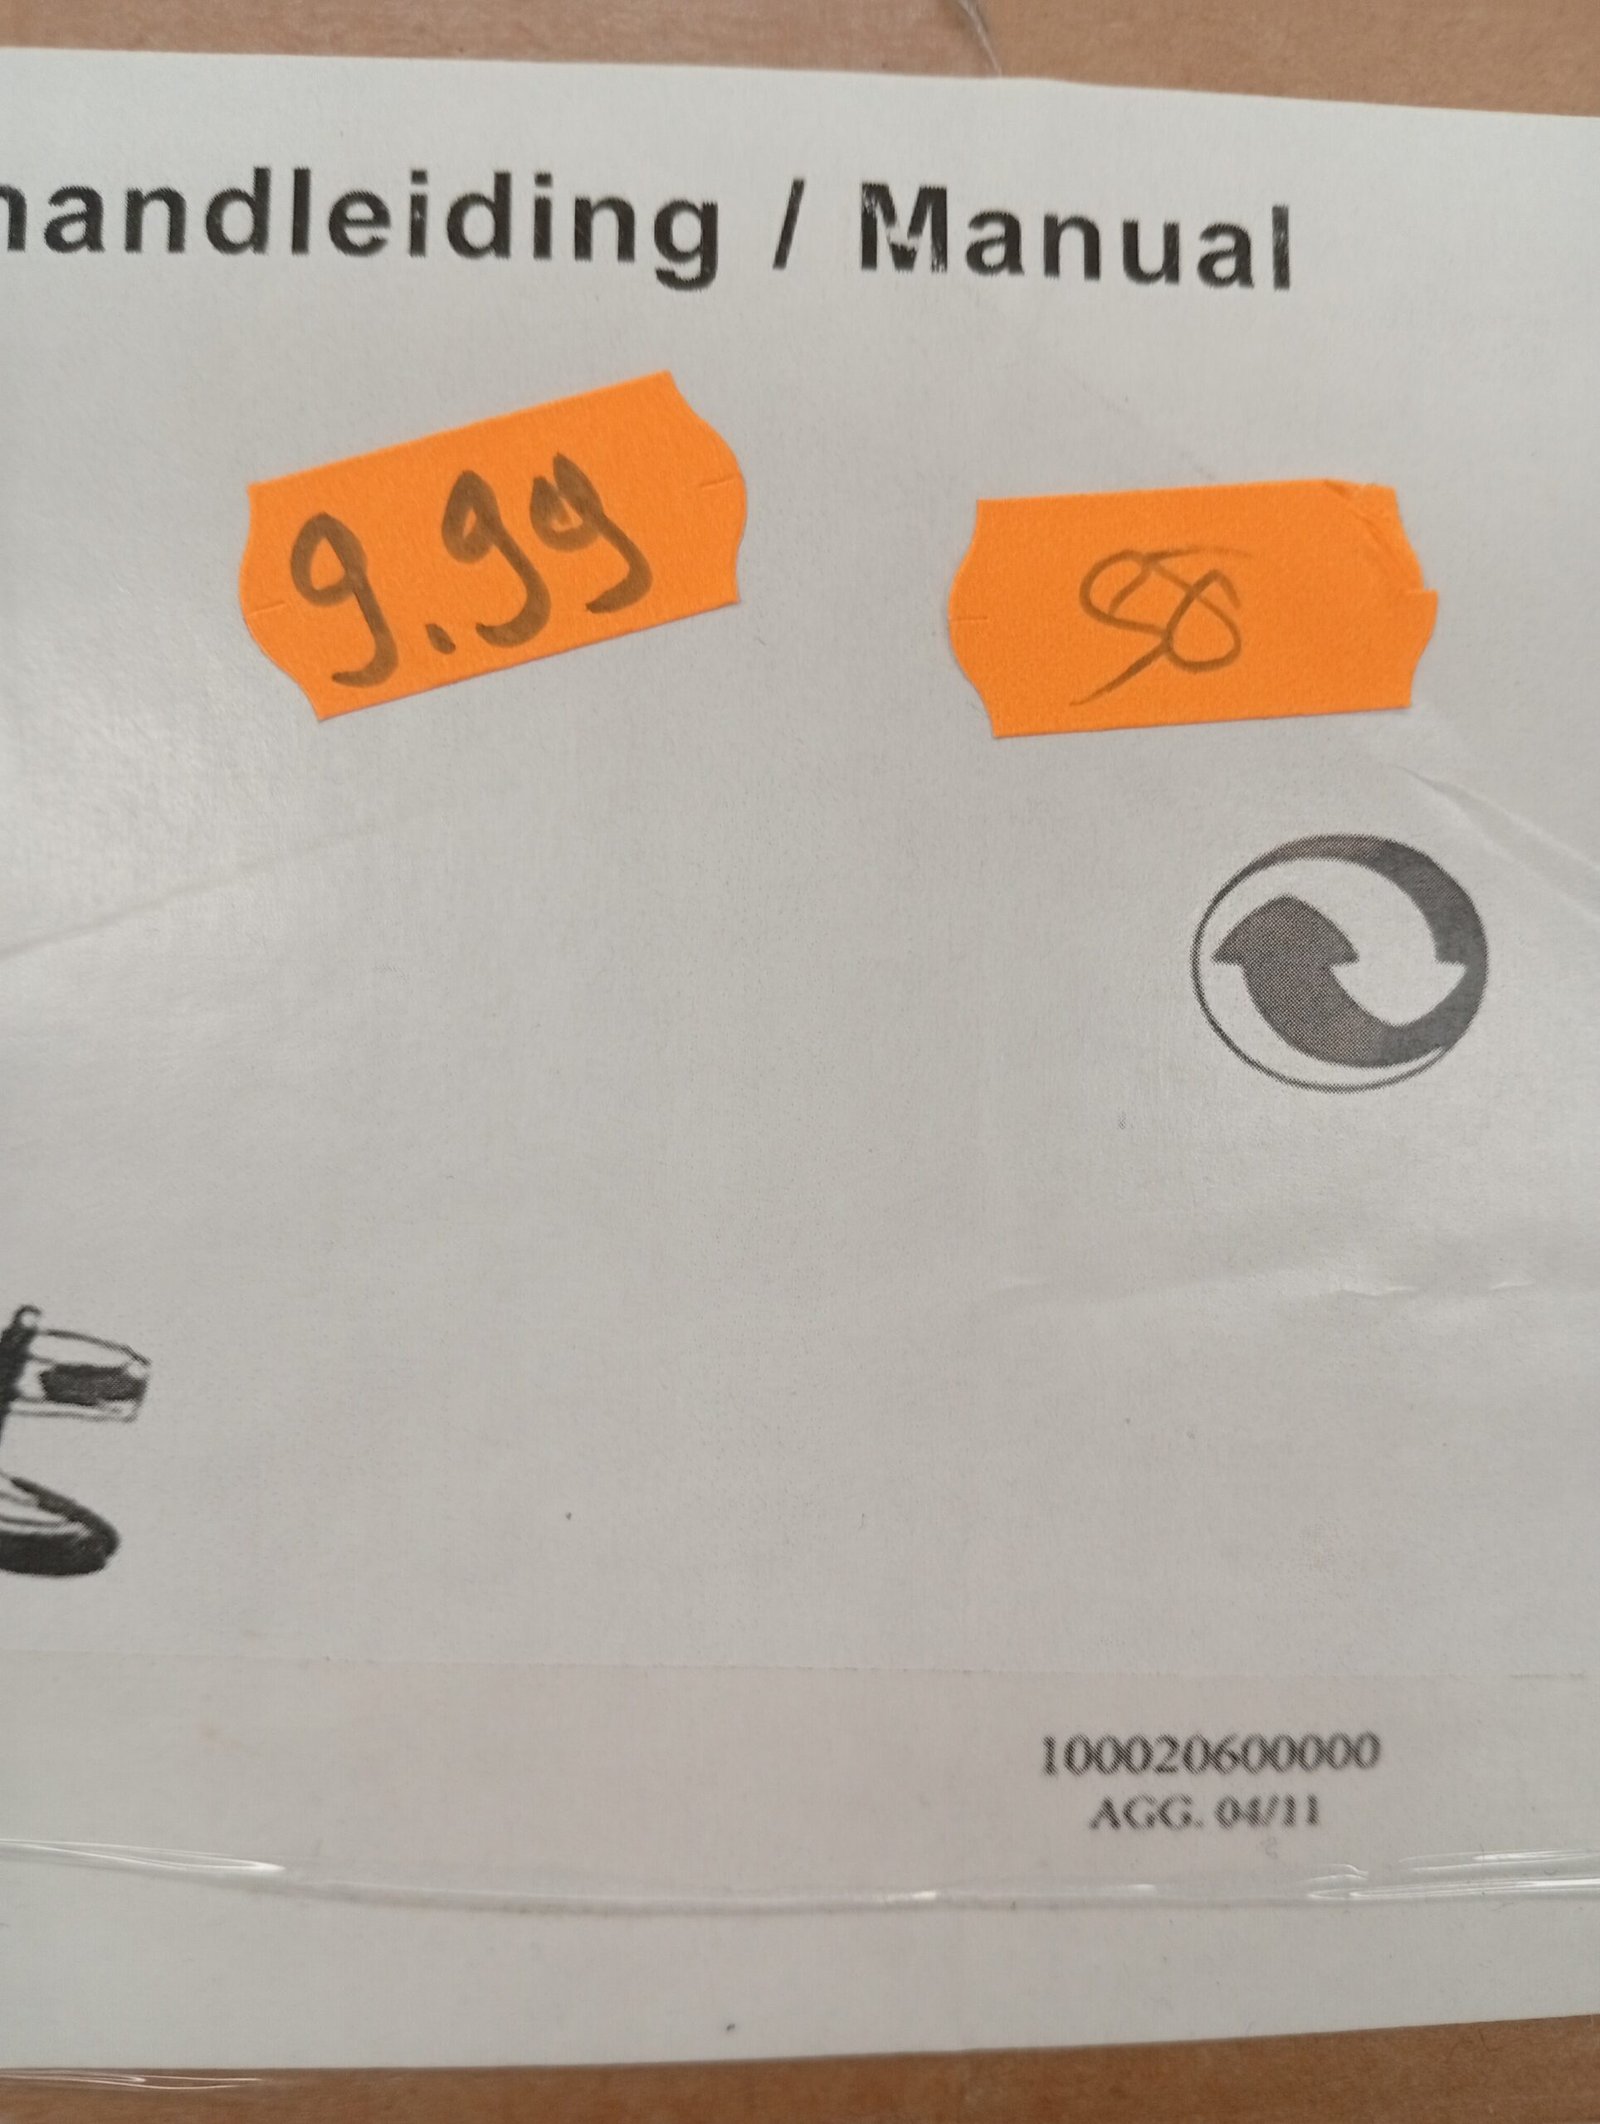 handleiding / Manual
9.99
100020600000
AGG. 04/11